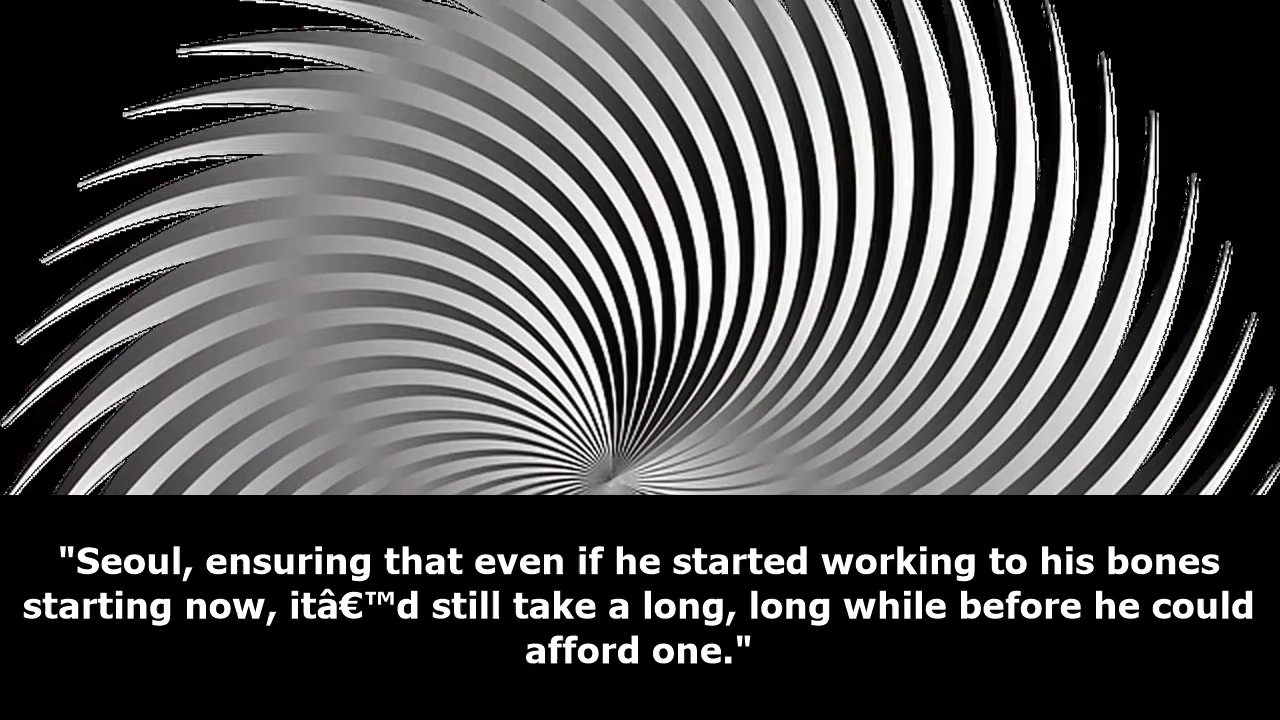 "Seoul, ensuring that even if he started working to his bones
starting now, itâ€™d still take a long, long while before he could
afford one."